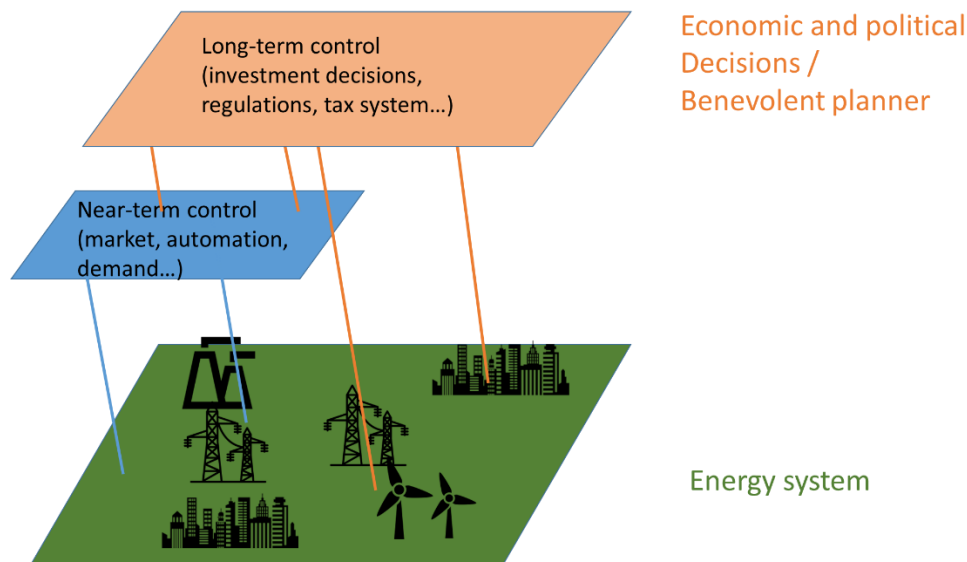 Long-term control
(investment decisions,
regulations, tax system…)
Economic and political
Decisions /
Benevolent planner
Near-term control
(market, automation,
demand…)
Energy system